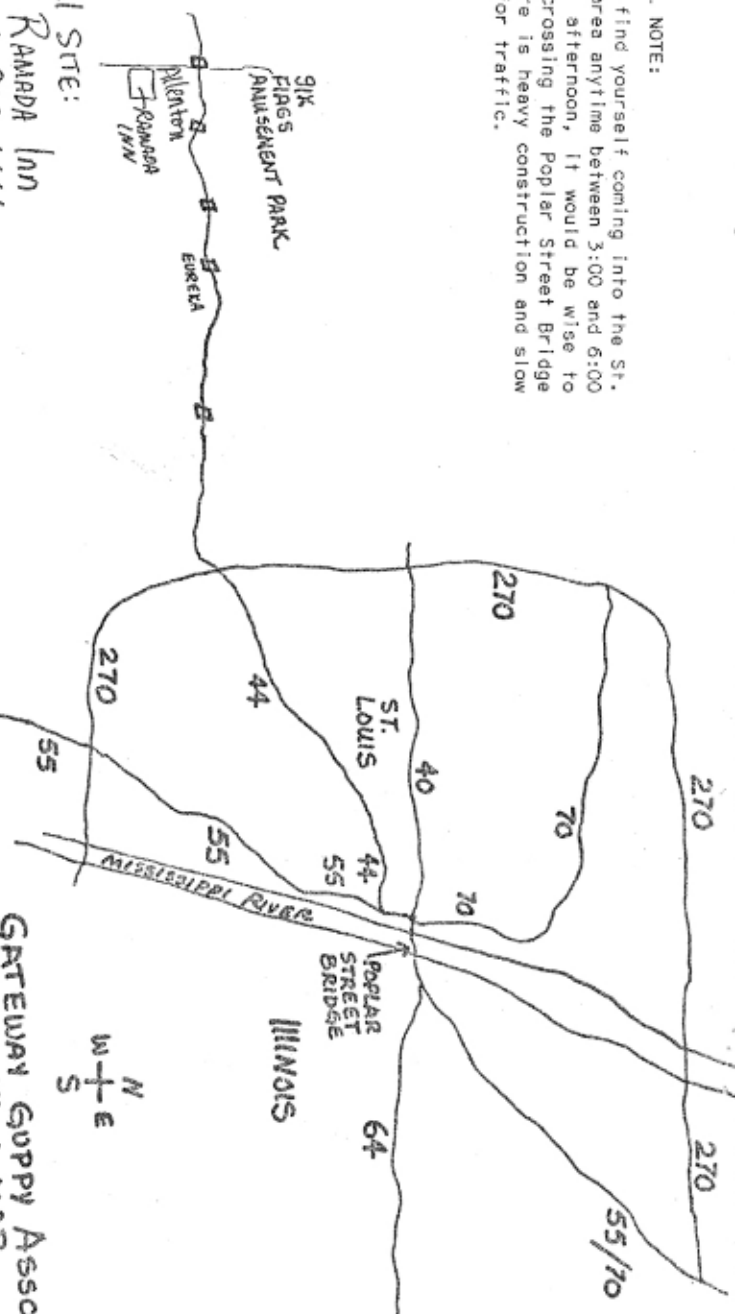 NOTE:
find yourself coming into the St.
area anytime between 3:00 and 6:00
afternoon, it would be wise to
crossing the Poplar Street Bridge
re is heavy construction and slow
or traffic.
SIX
FLAGS
AMUSEMENT PARK
Allenton
RAMADA
INN
EUREKA
SITE:
RAMADA Inn
270
270
270
270
44
44
55
55
55
40
70
70
ST.
LOUIS
MISSISSIPPI RIVER
POPLAR
STREET
BRIDGE
ILLINOIS
64
55/70
N
W E
S
GATEWAY GUPPY ASSO